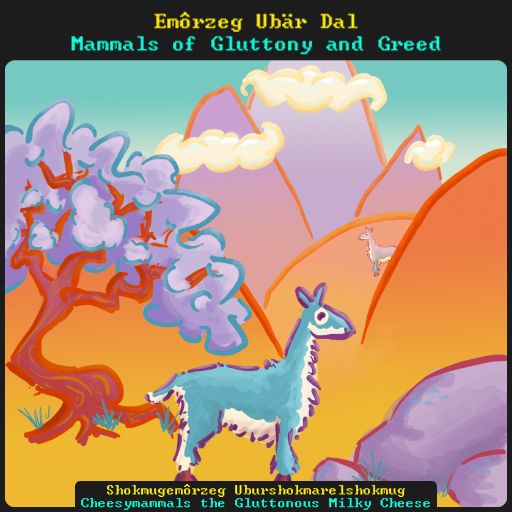 Emôrzeg Ubär Dal
Mammals of Gluttony and Greed
Shokmugemôrzeg Uburshokmarelshokmug
Cheesymammals the Gluttonous Milky Cheese